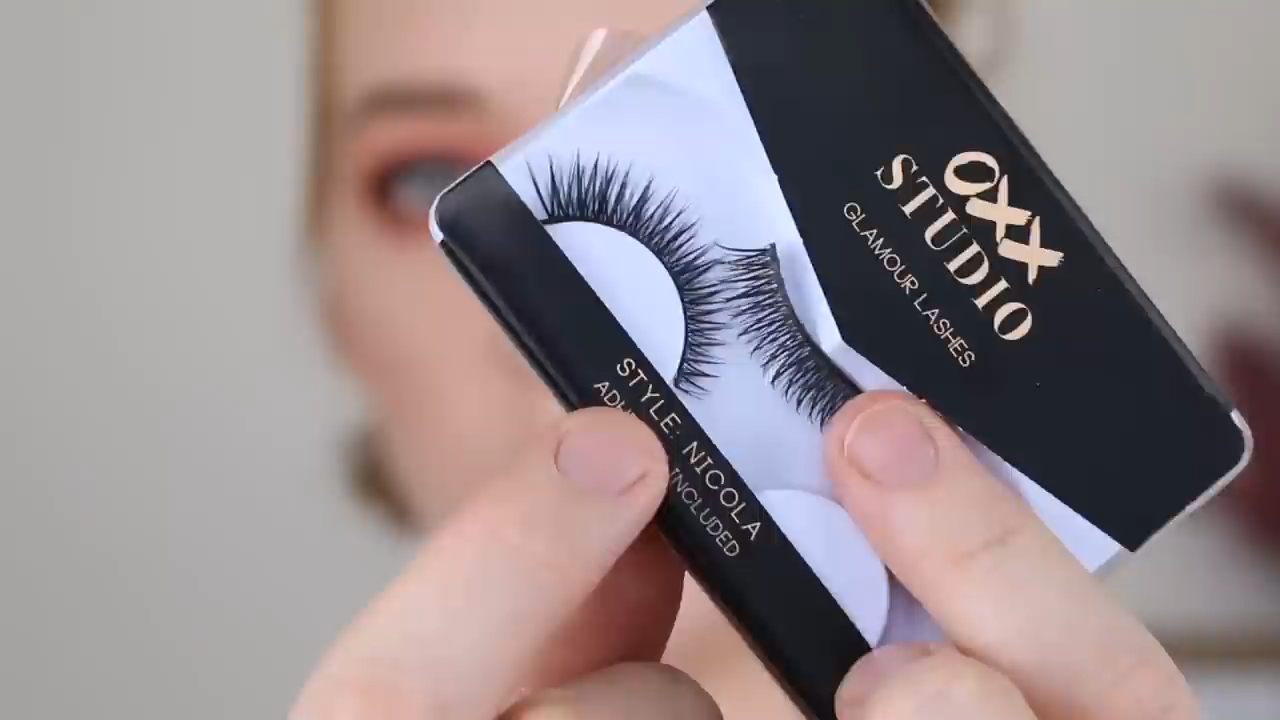 OXX
STUDIO
GLAMOUR LASHES
STYLE: NICOLA
INCLUDED